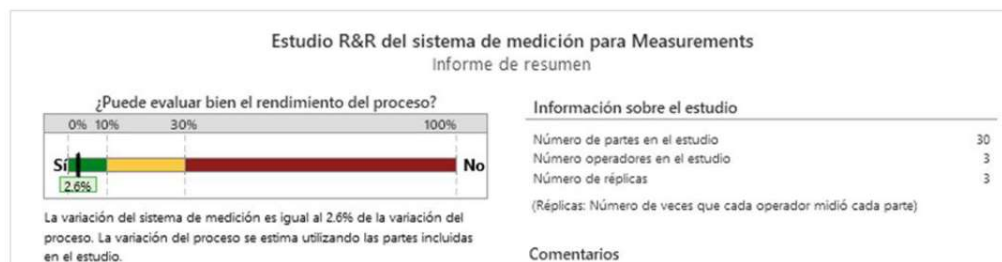 Estudio R&R del sistema de medición para Measurements
Informe de resumen
¿Puede evaluar bien el rendimiento del proceso?
0% 10% 30% 100%
Sí No
2.6%
La variación del sistema de medición es igual al 2.6% de la variación del
proceso. La variación del proceso se estima utilizando las partes incluidas
en el estudio.
Información sobre el estudio
Número de partes en el estudio 30
Número operadores en el estudio 3
Número de réplicas 3
(Réplicas: Número de veces que cada operador midió cada parte)
Comentarios